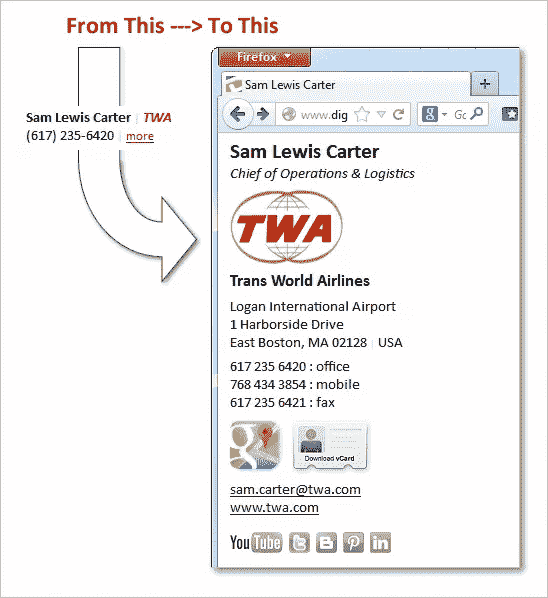 From This ---> To This
Sam Lewis Carter | TWA
(617) 235-6420 | more
Firefox
Sam Lewis Carter
www.dig
Go
Sam Lewis Carter
Chief of Operations & Logistics
TWA
Trans World Airlines
Logan International Airport
1 Harborside Drive
East Boston, MA 02128 | USA
617 235 6420 : office
768 434 3854 : mobile
617 235 6421 : fax
Download vCard
sam.carter@twa.com
www.twa.com
YouTube